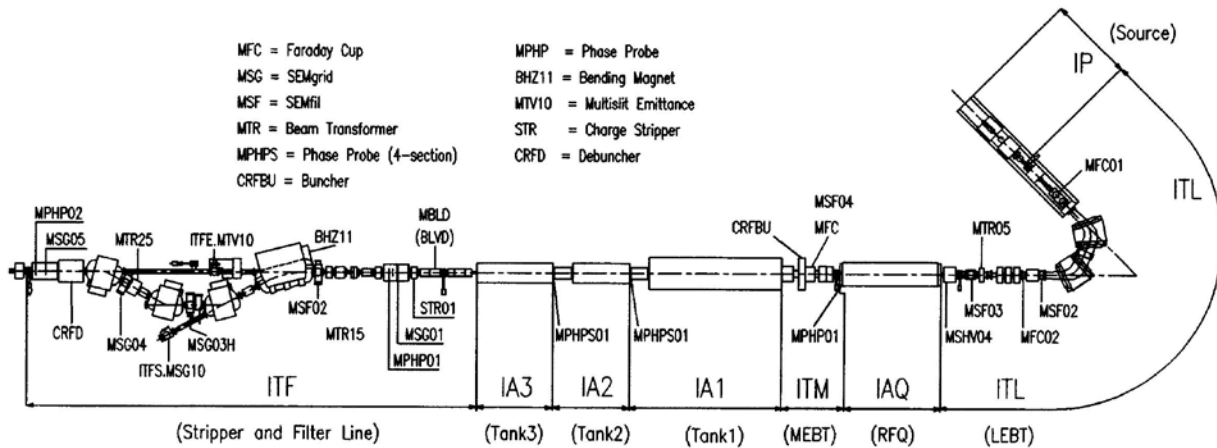 MFC = Faraday Cup
MSG = SEMgrid
MSF = SEMfil
MTR = Beam Transformer
MPHPS = Phase Probe (4-section)
CRFBU = Buncher
MPHP = Phase Probe
BHZ11 = Bending Magnet
MTV10 = Multislit Emittance
STR = Charge Stripper
CRFD = Debuncher
(Source)
IP
ITL
MFC01
MPHP02
MSG05
MTR25
ITFE.MTV10
BHZ11
MBLD
(BLVD)
CRFBU
MSF04
MFC
MTR05
CRFD
MSG04
MSG03H
ITFS.MSG10
MSF02
MTR15
STR01
MSG01
MPHP01
MPHPS01
MPHPS01
MPHP01
MSHV04
MSF03
MFC02
MSF02
ITF
IA3
IA2
IA1
ITM
IAQ
ITL
(Stripper and Filter Line)
(Tank3)
(Tank2)
(Tank1)
(MEBT)
(RFQ)
(LEBT)